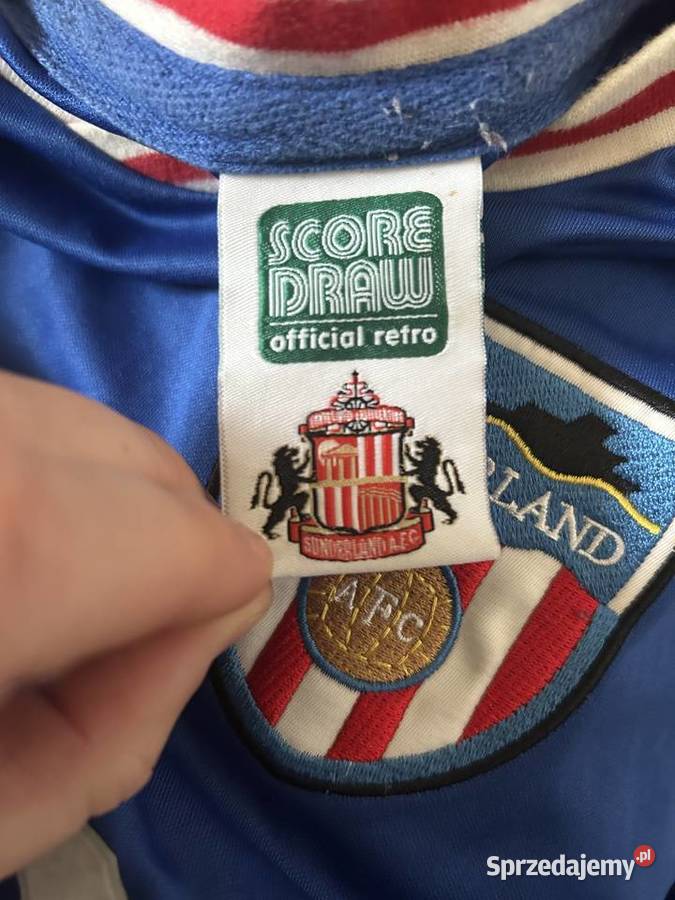 SCORE
DRAW
official retro
SUNDERLAND A.F.C
RLAND
AFC
Sprzedajemy.pl